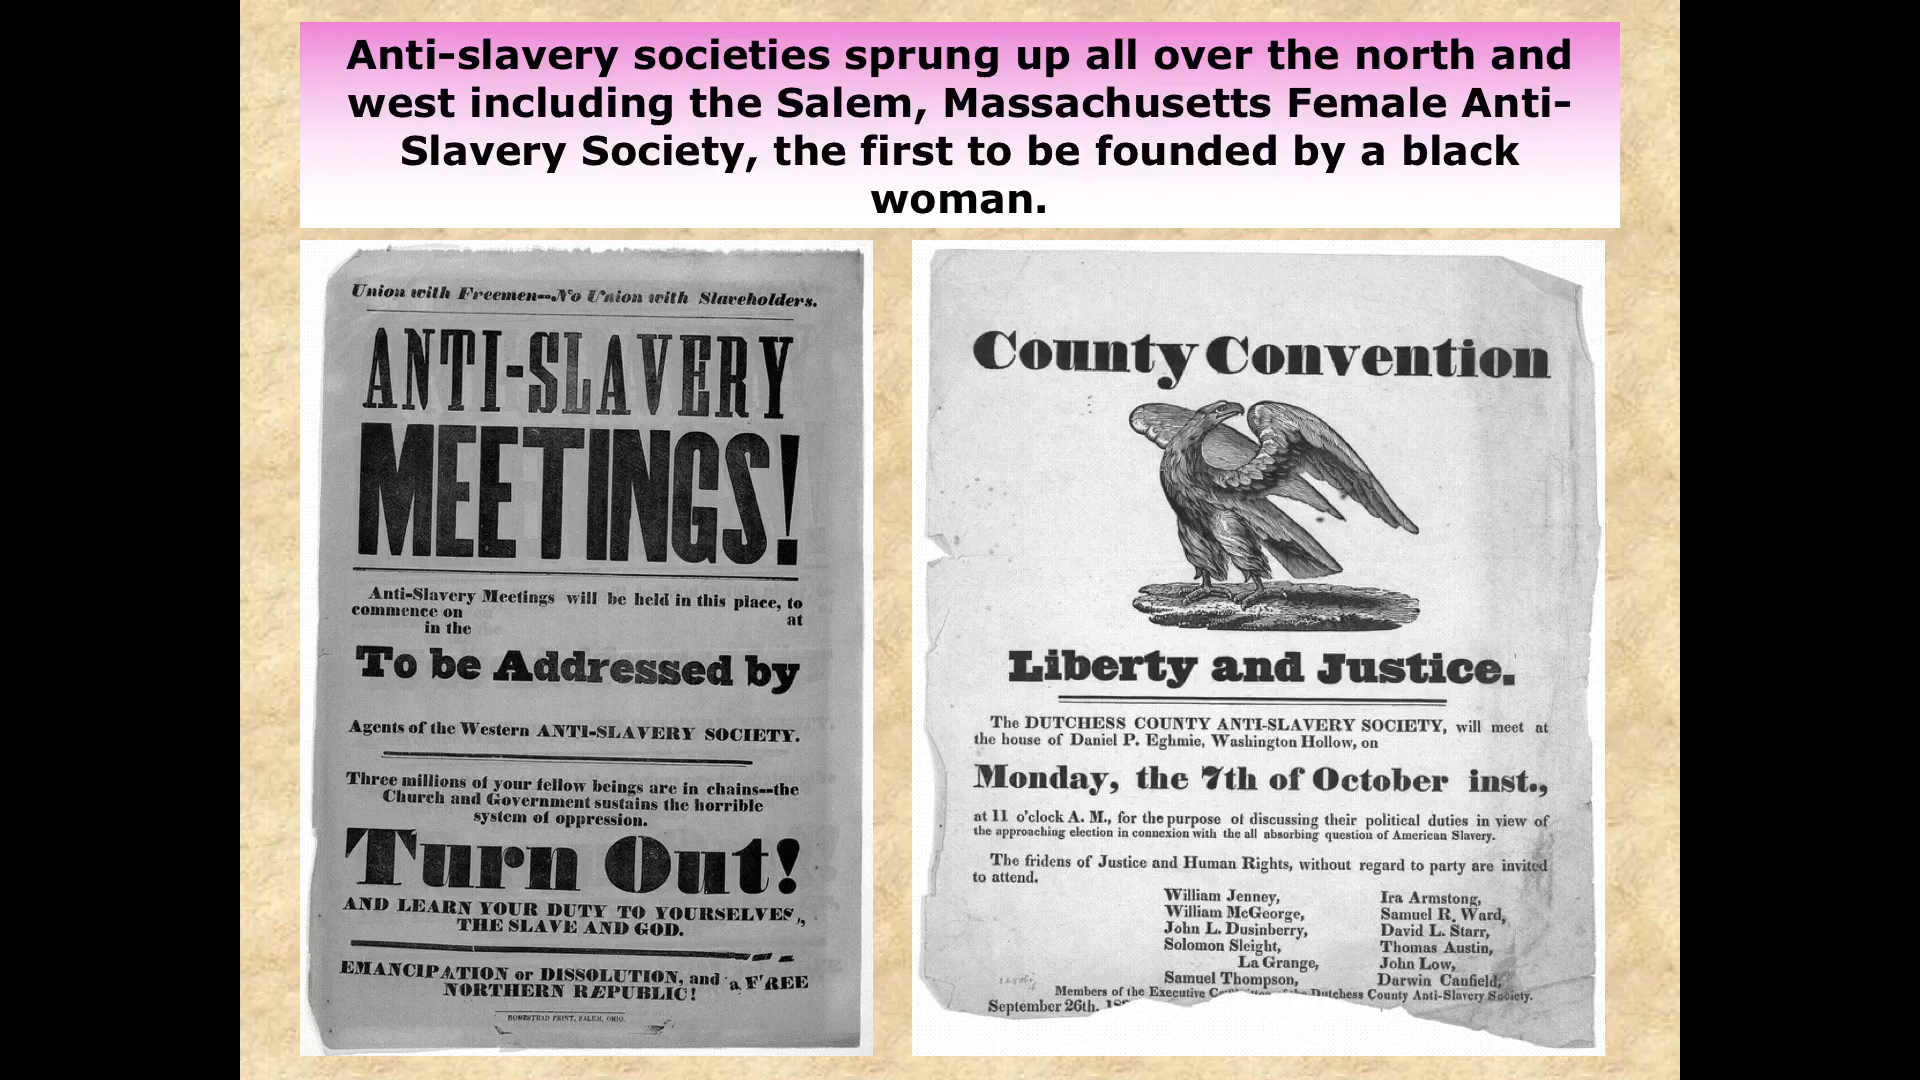 Anti-slavery societies sprung up all over the north and
west including the Salem, Massachusetts Female Anti-
Slavery Society, the first to be founded by a black
woman.
Union with Freemen--No Union with Slaveholders.
ANTI-SLAVERY
MEETINGS!
Anti-Slavery Meetings will be held in this place, to
commence on at
in the
To be Addressed by
Agents of the Western ANTI-SLAVERY SOCIETY.
Three millions of your fellow beings are in chains--the
Church and Government sustains the horrible
system of oppression.
Turn Out!
AND LEARN YOUR DUTY TO YOURSELVES,
THE SLAVE AND GOD.
EMANCIPATION or DISSOLUTION, and a FREE
NORTHERN REPUBLIC!
HOMESTEAD PRINT, SALEM, OHIO.
County Convention
Liberty and Justice.
The DUTCHESS COUNTY ANTI-SLAVERY SOCIETY, will meet at
the house of Daniel P. Eghmie, Washington Hollow, on
Monday, the 7th of October inst.,
at 11 o'clock A. M., for the purpose of discussing their political duties in view of
the approaching election in connexion with the all absorbing question of American Slavery.
The fridens of Justice and Human Rights, without regard to party are invited
to attend.
William Jenney, Ira Armstong,
William McGeorge, Samuel R. Ward,
John L. Dusinberry, David L. Starr,
Solomon Sleight, Thomas Austin,
La Grange, John Low,
Samuel Thompson, Darwin Canfield,
Members of the Executive of the Dutchess County Anti-Slavery Society.
September 26th.